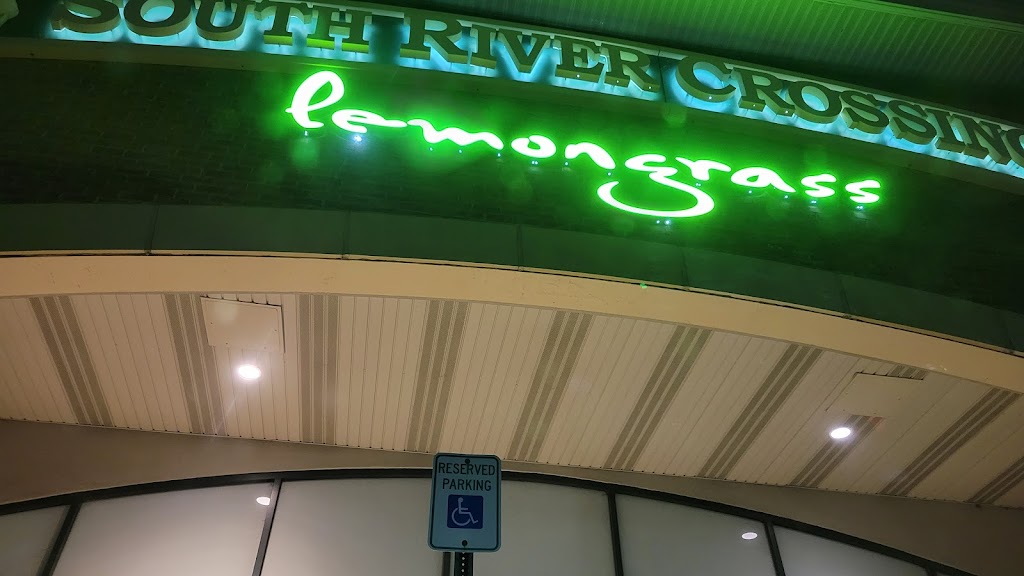 SOUTH RIVER CROSSING
lemongrass
RESERVED
PARKING